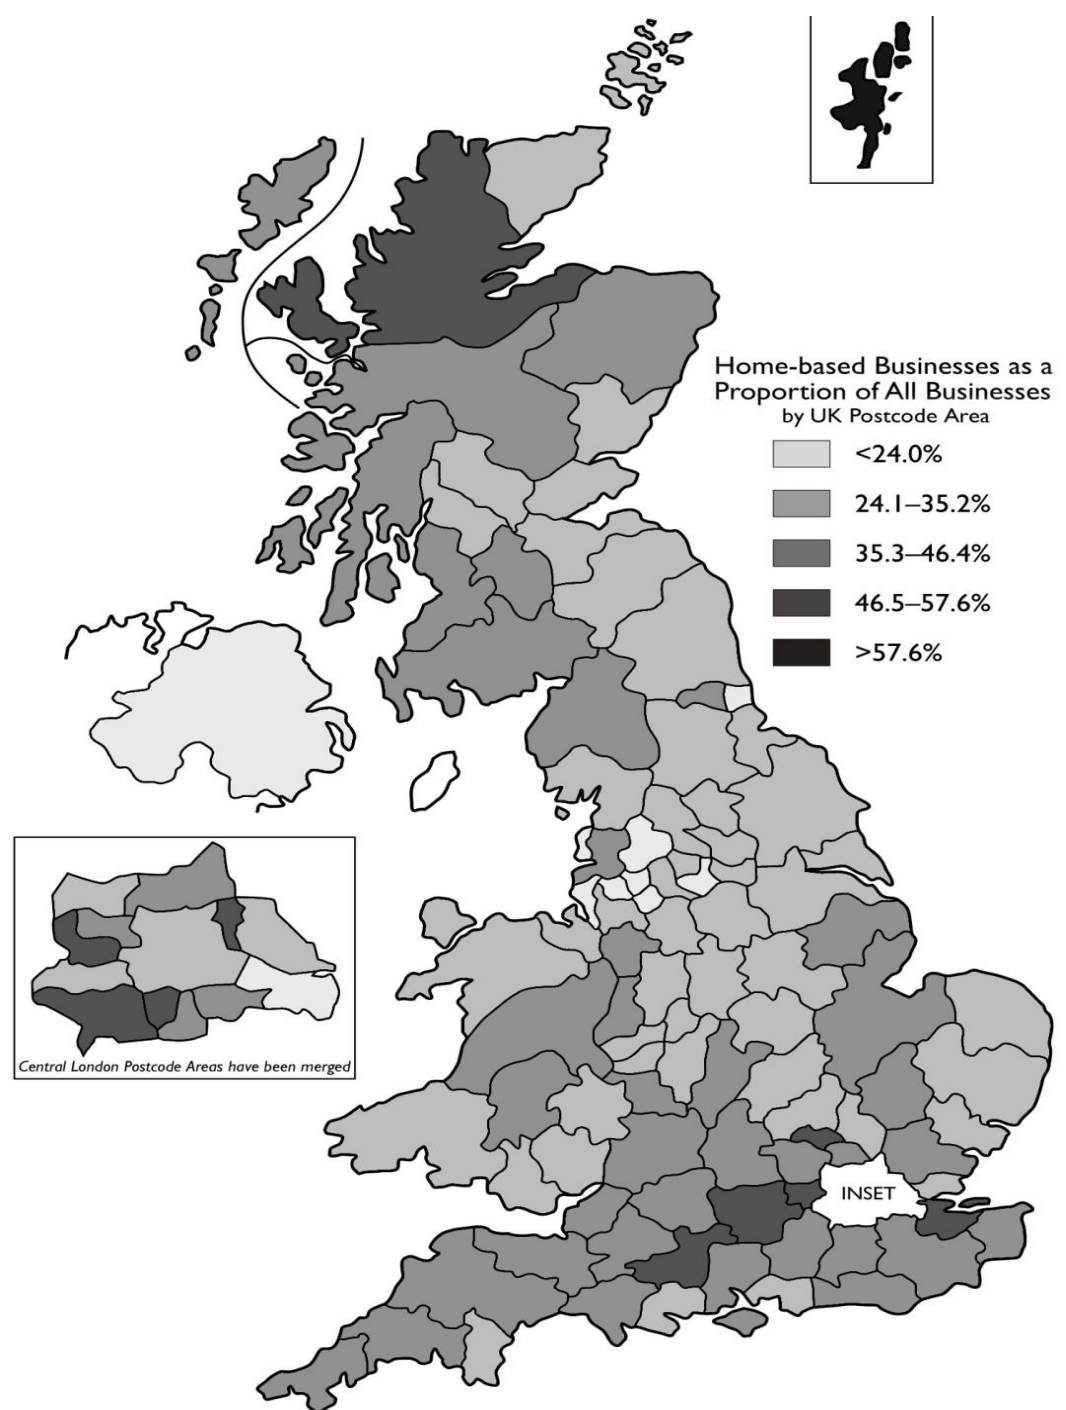 Home-based Businesses as a
Proportion of All Businesses
by UK Postcode Area
<24.0%
24.1–35.2%
35.3–46.4%
46.5–57.6%
>57.6%
INSET
Central London Postcode Areas have been merged